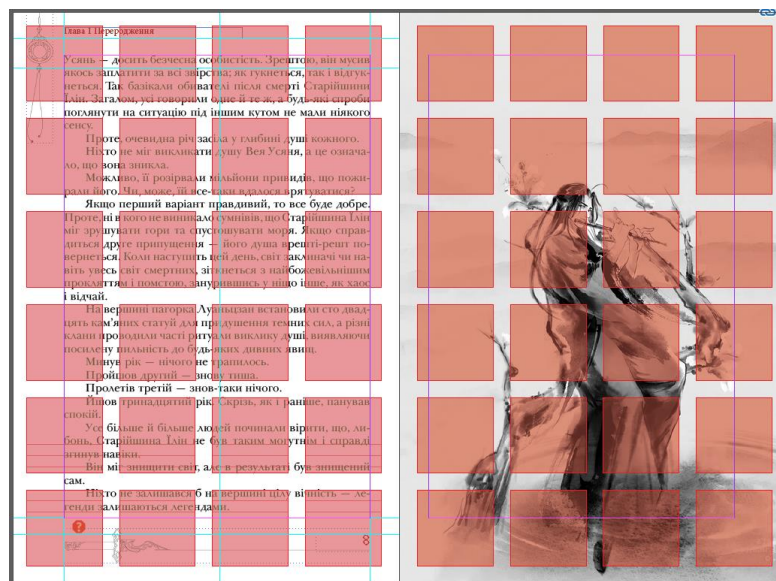 Глава 1 Переродження
Усянь — досить безчесна особистість. Зрештою, він мусив
якось заплатити за всі звірства; як гукнеться, так і відгук-
неться. Так базікали обивателі після смерті Старійшини
Їлін. Загалом, усі говорили одне й те ж, а будь-які спроби
поглянути на ситуацію під іншим кутом не мали ніякого
сенсу.
Проте, очевидна річ засіла у глибині душі кожного.
Ніхто не міг викликати душу Вея Усяня, а це означа-
ло, що вона зникла.
Можливо, її розірвали мільйони привидів, що пожи-
рали його. Чи, може, їй все-таки вдалося врятуватися?
Якщо перший варіант правдивий, то все буде добре.
Проте, ні в кого не виникало сумнівів, що Старійшина Їлін
міг зрушувати гори та спустошувати моря. Якщо справ-
диться друге припущення — його душа врешті-решт по-
вернеться. Коли наступить цей день, світ заклиначі чи на-
віть увесь світ смертних, зіткнеться з найбожевільнішим
прокляттям і помстою, занурившись у ніщо інше, як хаос
і відчай.
На вершині пагорка Луаньцзан встановили сто двад-
цять кам'яних статуй для придушення темних сил, а різні
клани проводили часті ритуали виклику душі, виявляючи
посилену пильність до будь-яких дивних явищ.
Минув рік — нічого не трапилось.
Пройшов другий — знову тиша.
Пролетів третій — знов-таки нічого.
Йшов тринадцятий рік. Скрізь, як і раніше, панував
спокій.
Усе більше й більше людей починали вірити, що, ли-
бонь, Старійшина Їлін не був таким могутнім і справді
згинув навіки.
Він міг знищити світ, але в результаті був знищений
сам.
Ніхто не залишався б на вершині цілу вічність — ле-
генди залишаються легендами.
?
8